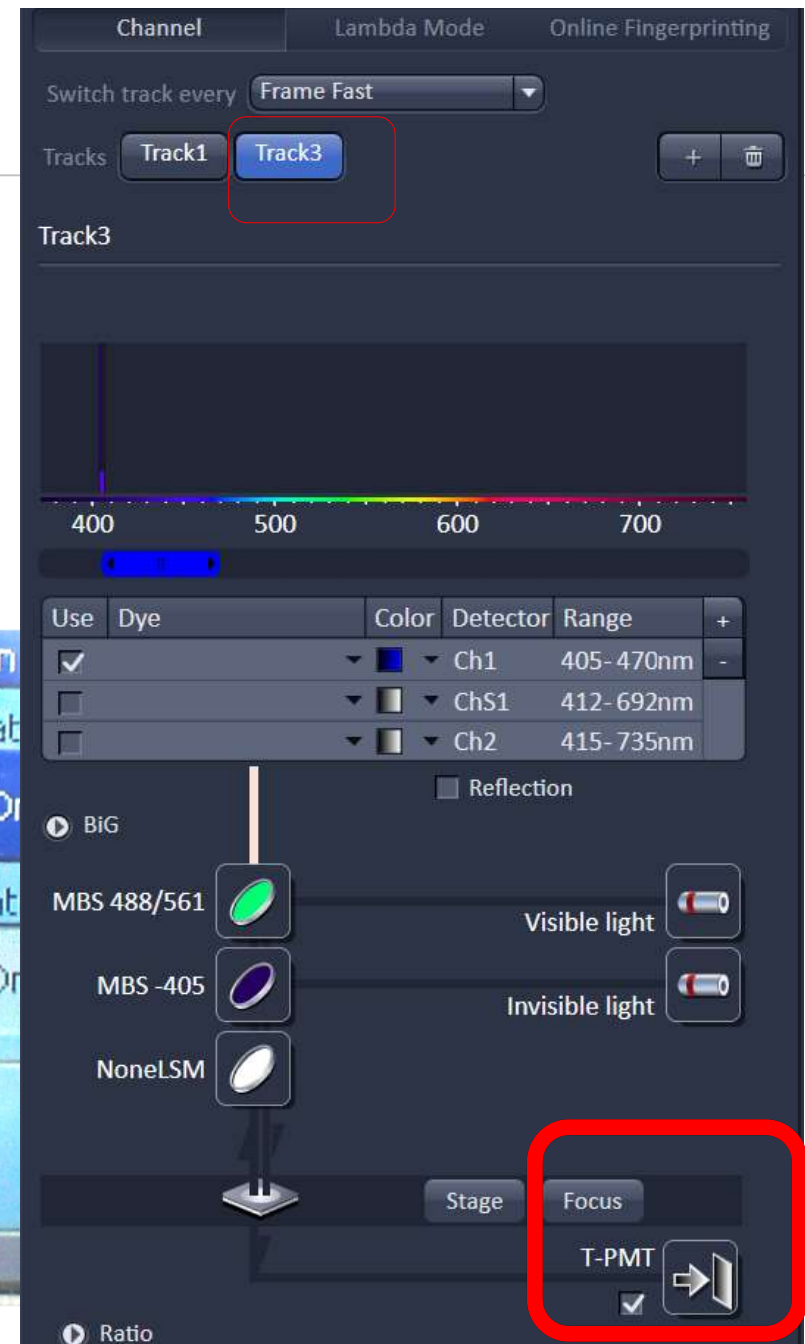 Channel Lambda Mode Online Fingerprinting
Switch track every Frame Fast
Tracks Track1 Track3 +
Track3
400 500 600 700
Use Dye Color Detector Range +
Ch1 405-470nm -
ChS1 412-692nm
Ch2 415-735nm
Reflection
BiG
MBS 488/561
Visible light
MBS -405
Invisible light
NoneLSM
Stage Focus
T-PMT
Ratio